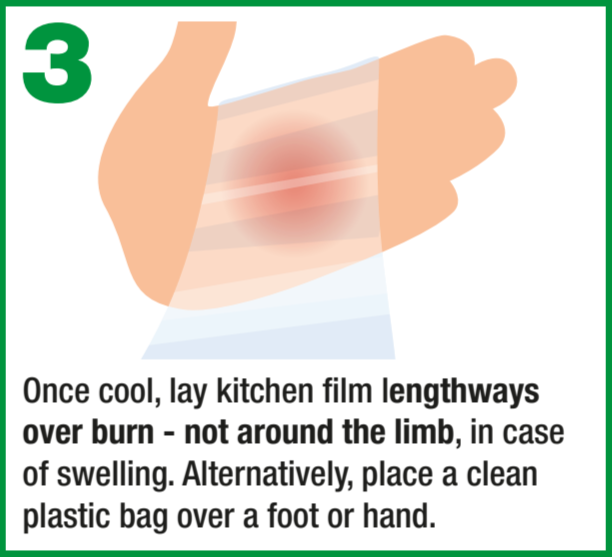 3
Once cool, lay kitchen film lengthways
over burn - not around the limb, in case
of swelling. Alternatively, place a clean
plastic bag over a foot or hand.